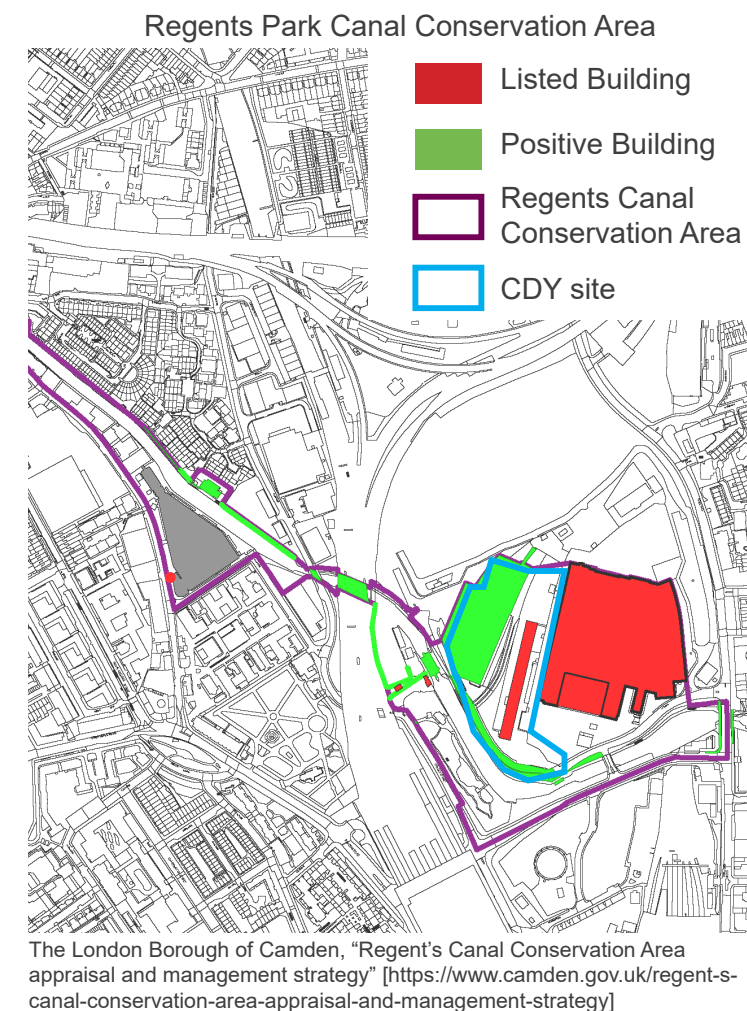 Regents Park Canal Conservation Area
Listed Building
Positive Building
Regents Canal
Conservation Area
CDY site
The London Borough of Camden, “Regent’s Canal Conservation Area
appraisal and management strategy” [https://www.camden.gov.uk/regent-s-
canal-conservation-area-appraisal-and-management-strategy]